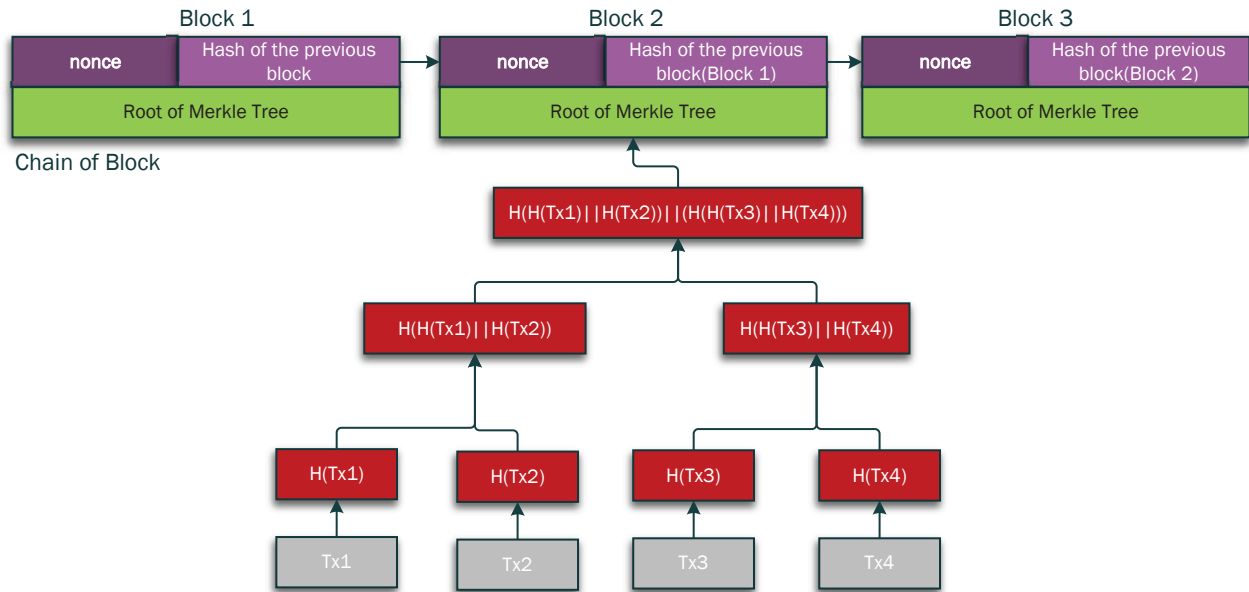 Block 1
Block 2
Block 3
nonce
Hash of the previous
block
nonce
Hash of the previous
block(Block 1)
nonce
Hash of the previous
block(Block 2)
Root of Merkle Tree
Root of Merkle Tree
Root of Merkle Tree
Chain of Block
H(H(Tx1)||H(Tx2))||(H(H(Tx3)||H(Tx4)))
H(H(Tx1)||H(Tx2))
H(H(Tx3)||H(Tx4))
H(Tx1)
H(Tx2)
H(Tx3)
H(Tx4)
Tx1
Tx2
Tx3
Tx4